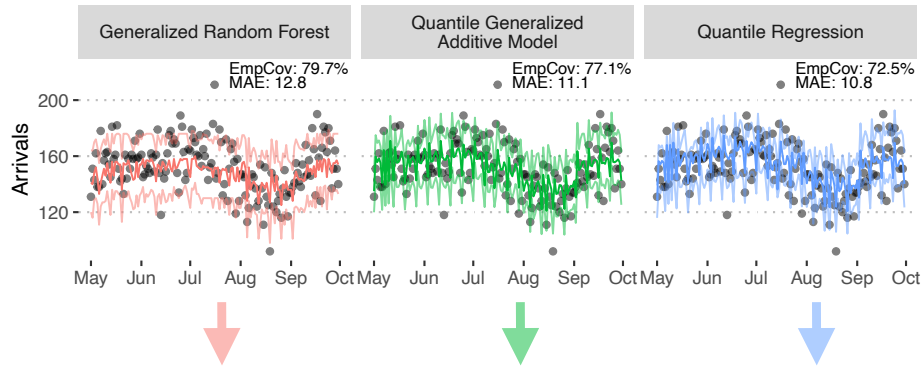 Generalized Random Forest
Quantile Generalized
Additive Model
Quantile Regression
EmpCov: 79.7%
MAE: 12.8
EmpCov: 77.1%
MAE: 11.1
EmpCov: 72.5%
MAE: 10.8
Arrivals
200
160
120
May Jun Jul Aug Sep Oct
May Jun Jul Aug Sep Oct
May Jun Jul Aug Sep Oct